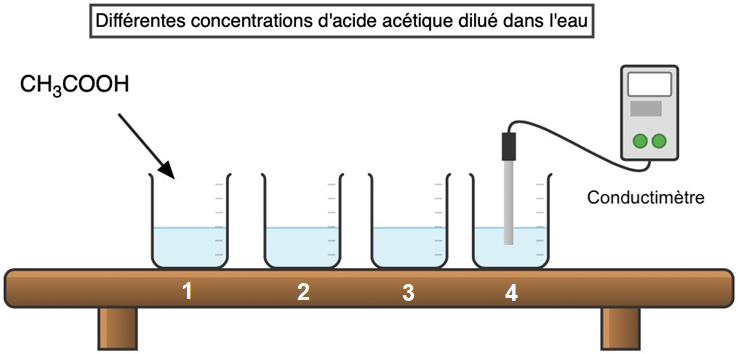 Différentes concentrations d'acide acétique dilué dans l'eau
CH₃COOH
Conductimètre
1 2 3 4